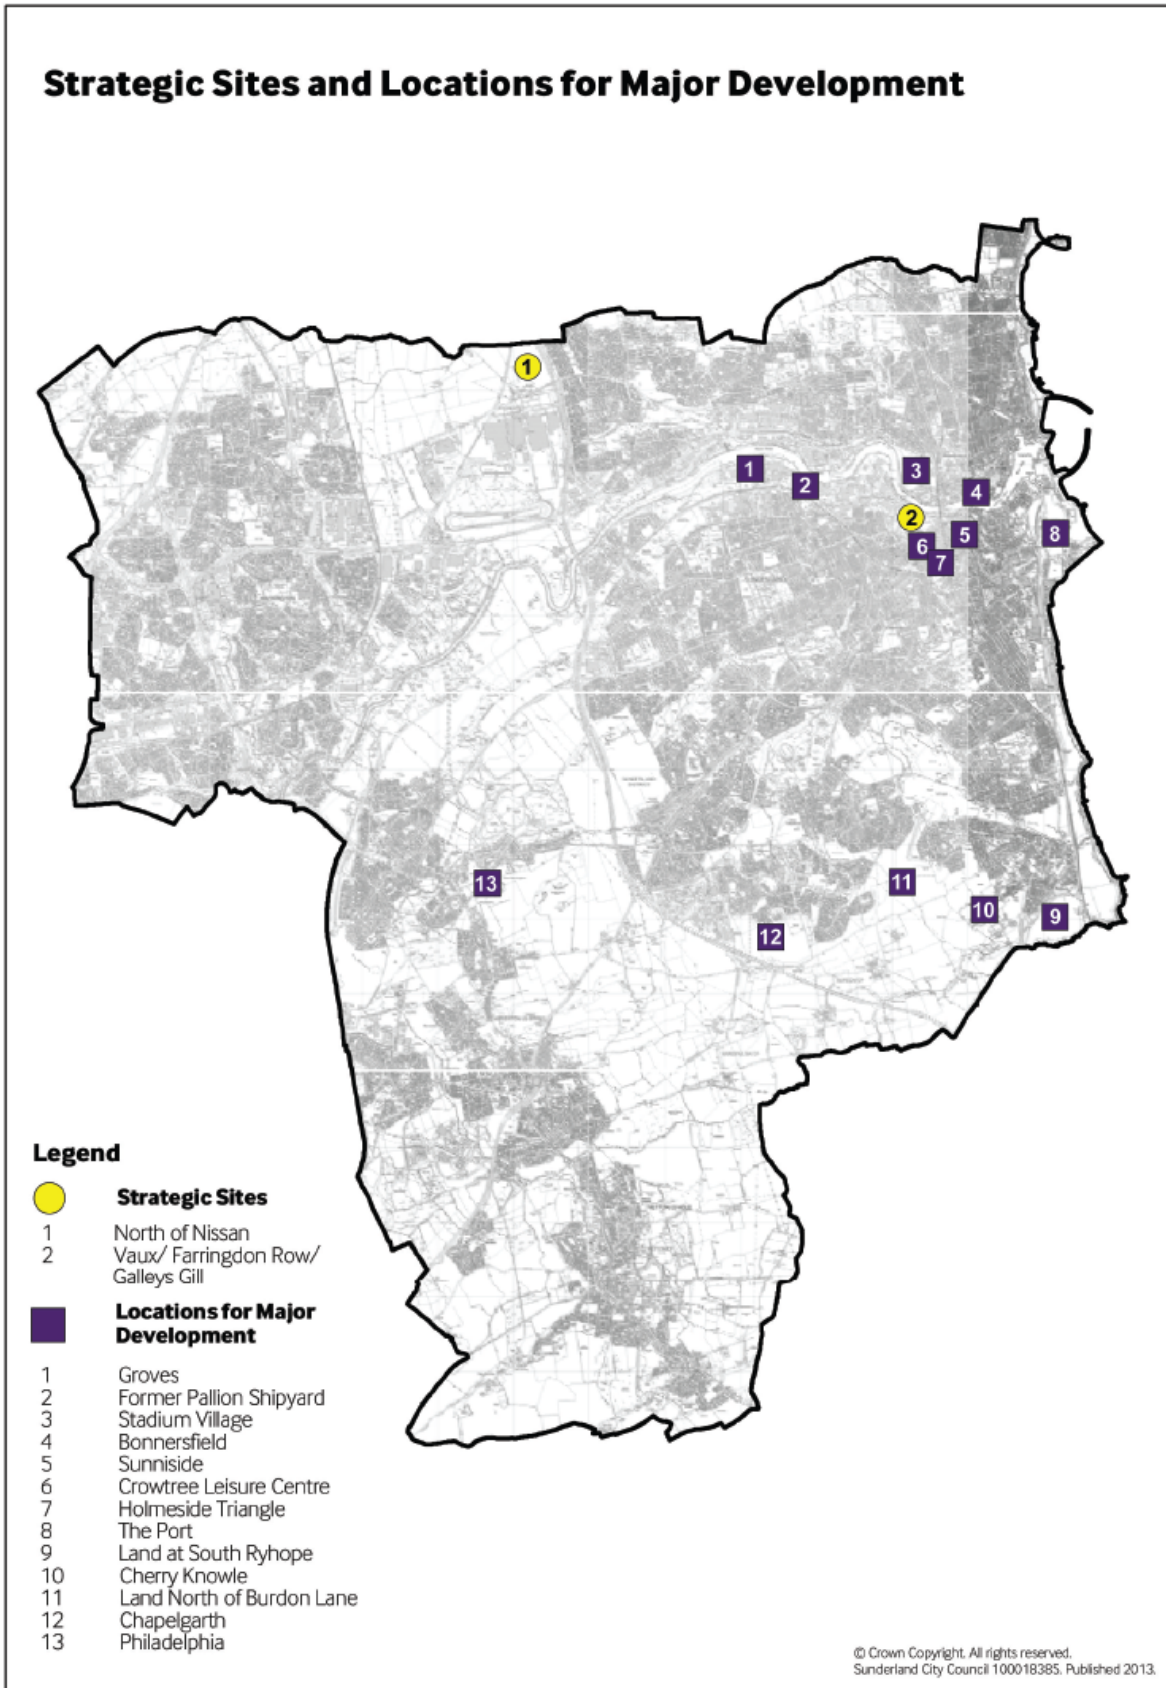 Strategic Sites and Locations for Major Development
1
1
2
3
4
2
5
6
7
8
13
11
10
9
12
Legend
Strategic Sites
1 North of Nissan
2 Vaux/ Farringdon Row/
Galleys Gill
Locations for Major
Development
1 Groves
2 Former Pallion Shipyard
3 Stadium Village
4 Bonnersfield
5 Sunniside
6 Crowtree Leisure Centre
7 Holmeside Triangle
8 The Port
9 Land at South Ryhope
10 Cherry Knowle
11 Land North of Burdon Lane
12 Chapelgarth
13 Philadelphia
© Crown Copyright. All rights reserved.
Sunderland City Council 100018385. Published 2013.